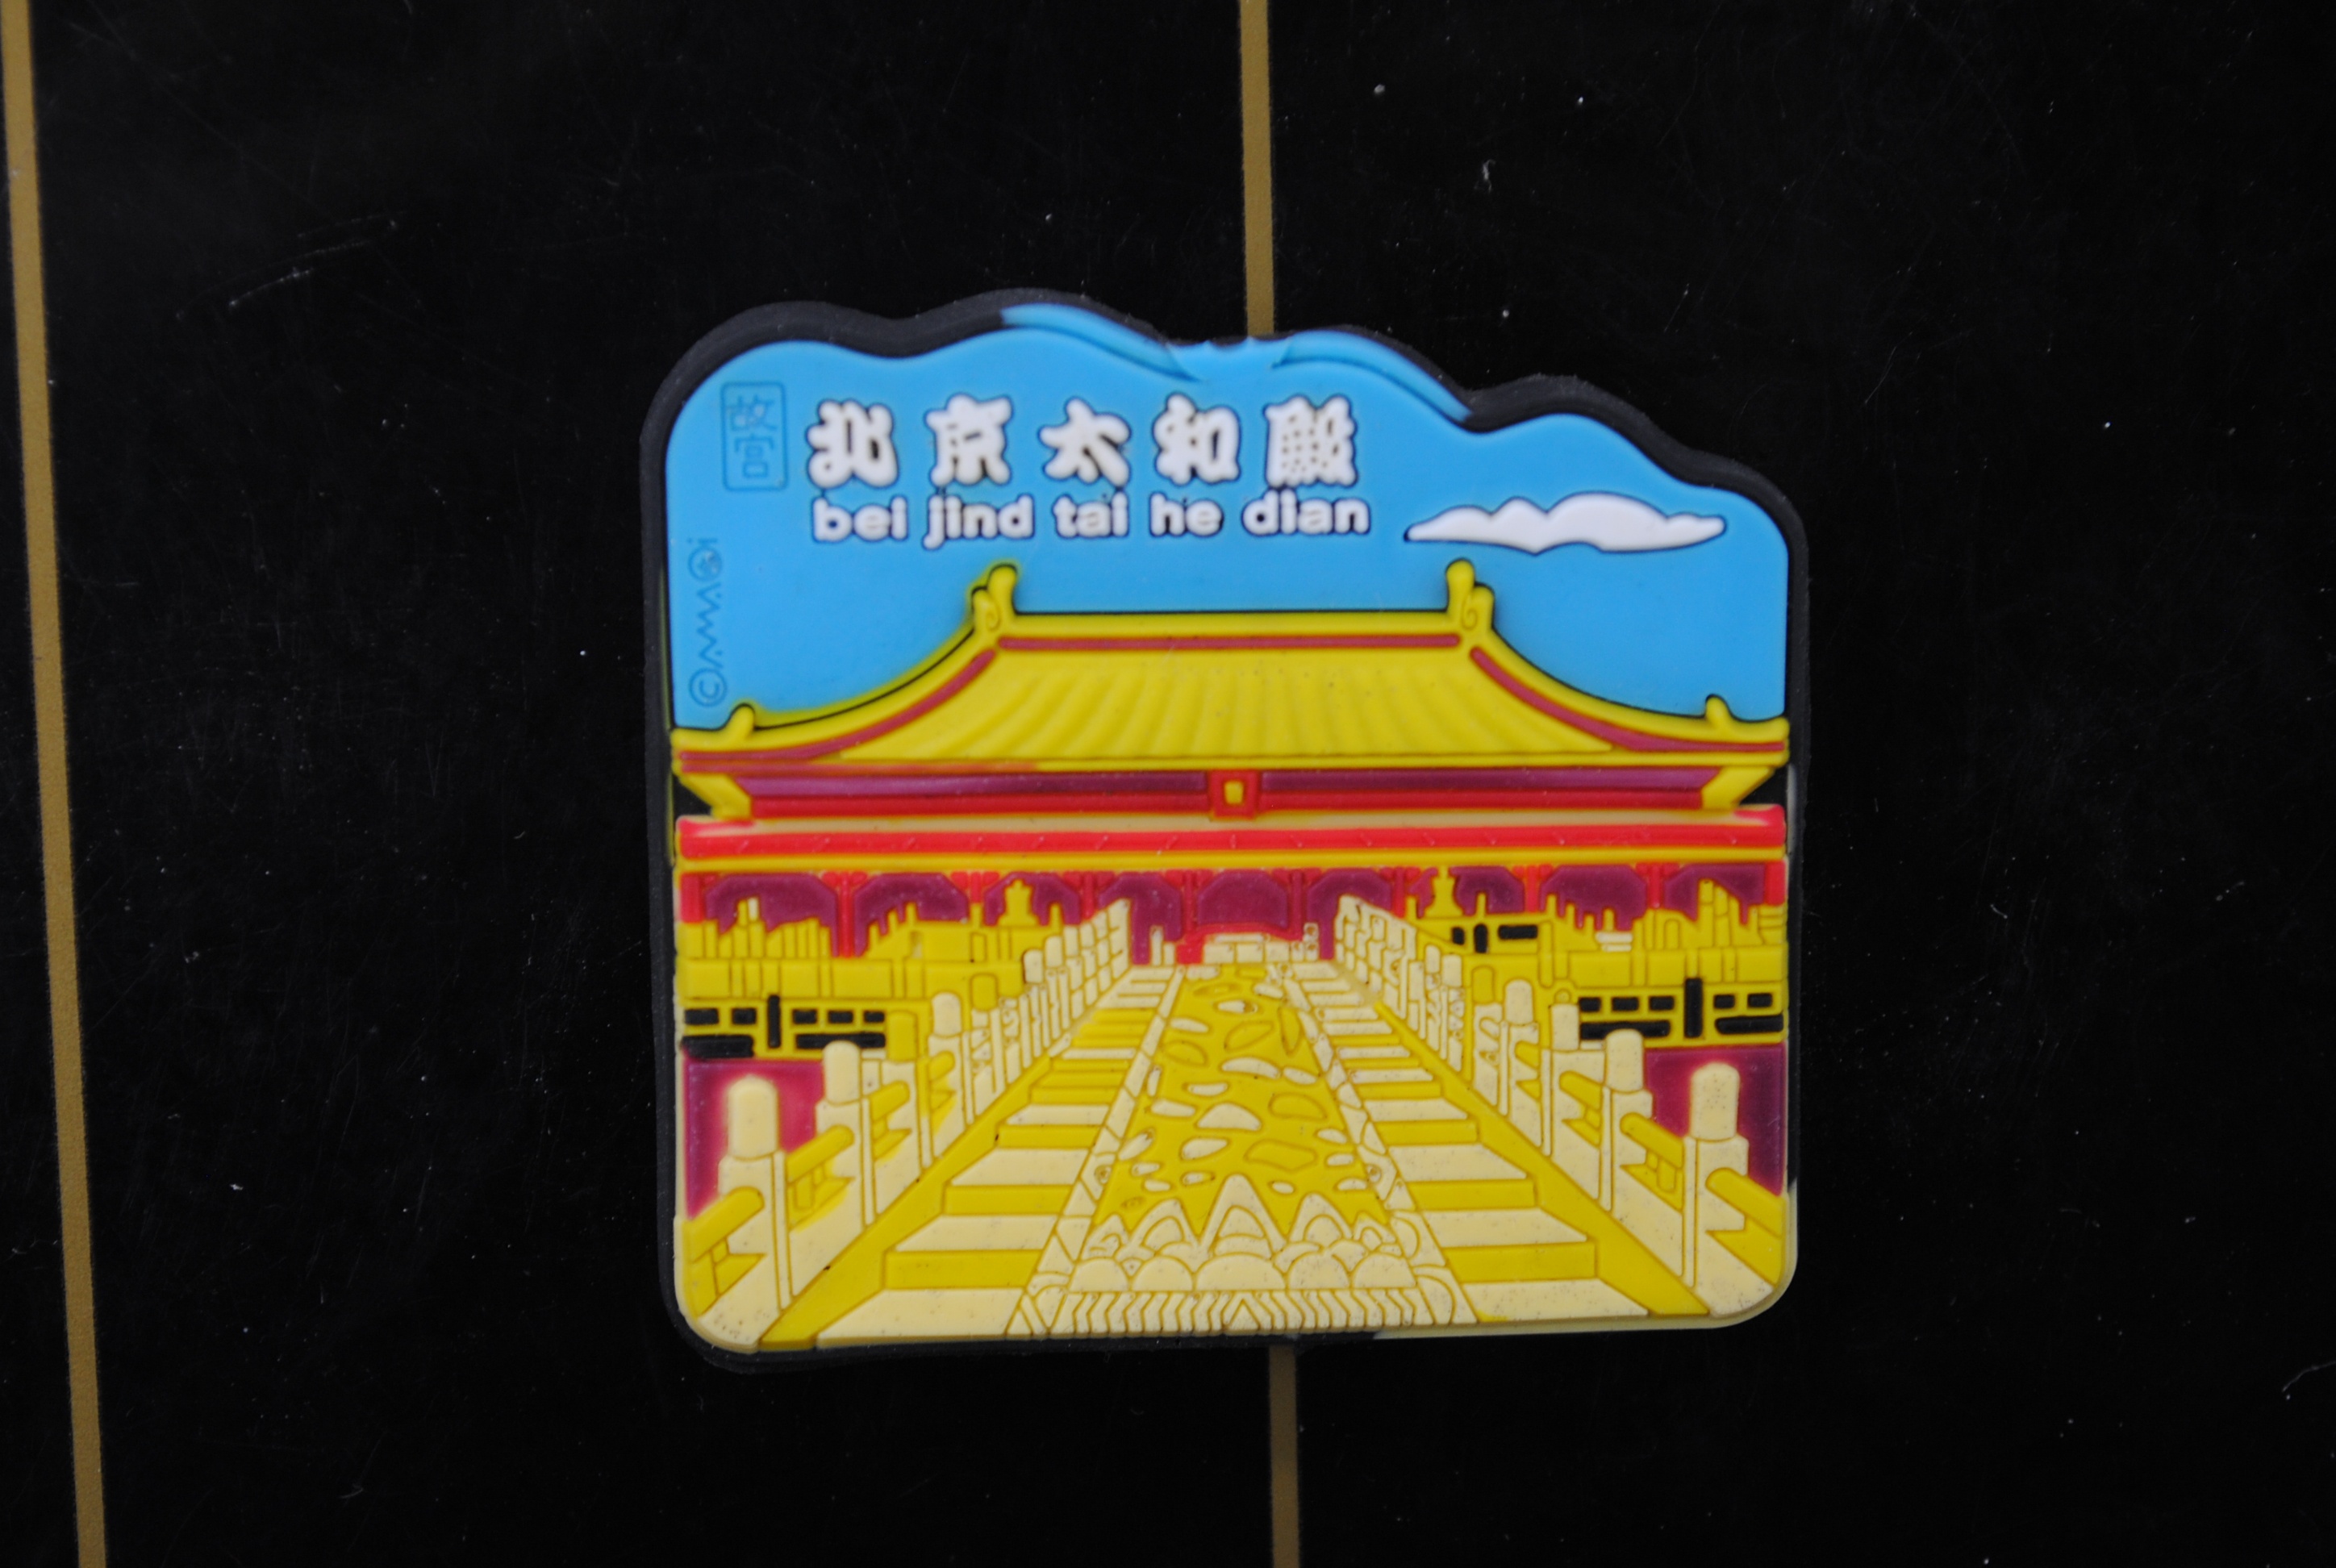 故宫
北京太和殿
bei jind tai he dian